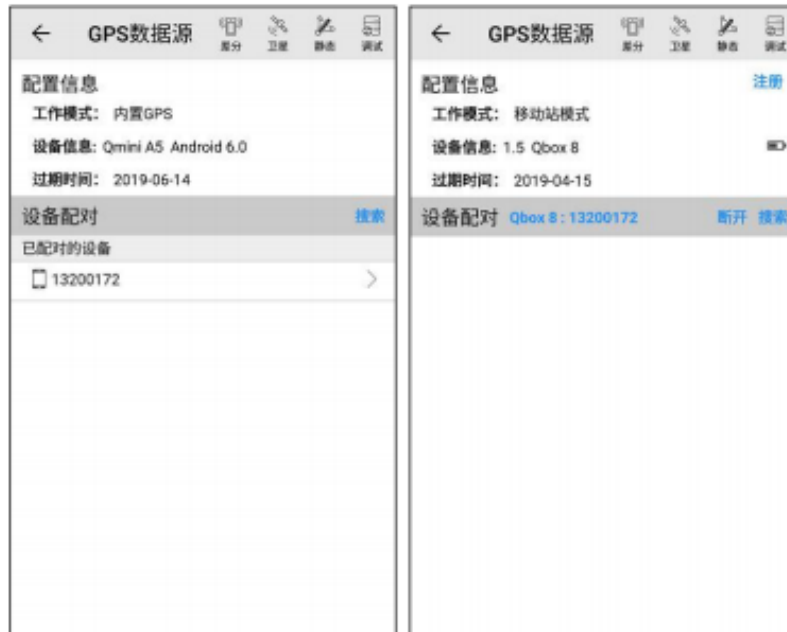 GPS数据源
差分 卫星 静态 调试
配置信息
工作模式： 内置GPS
设备信息: Qmini A5 Android 6.0
过期时间： 2019-06-14
设备配对 搜索
已配对的设备
13200172
GPS数据源
差分 卫星 静态 调试
配置信息 注册
工作模式： 移动站模式
设备信息: 1.5 Qbox 8
过期时间： 2019-04-15
设备配对 Qbox 8 : 13200172 断开 搜索